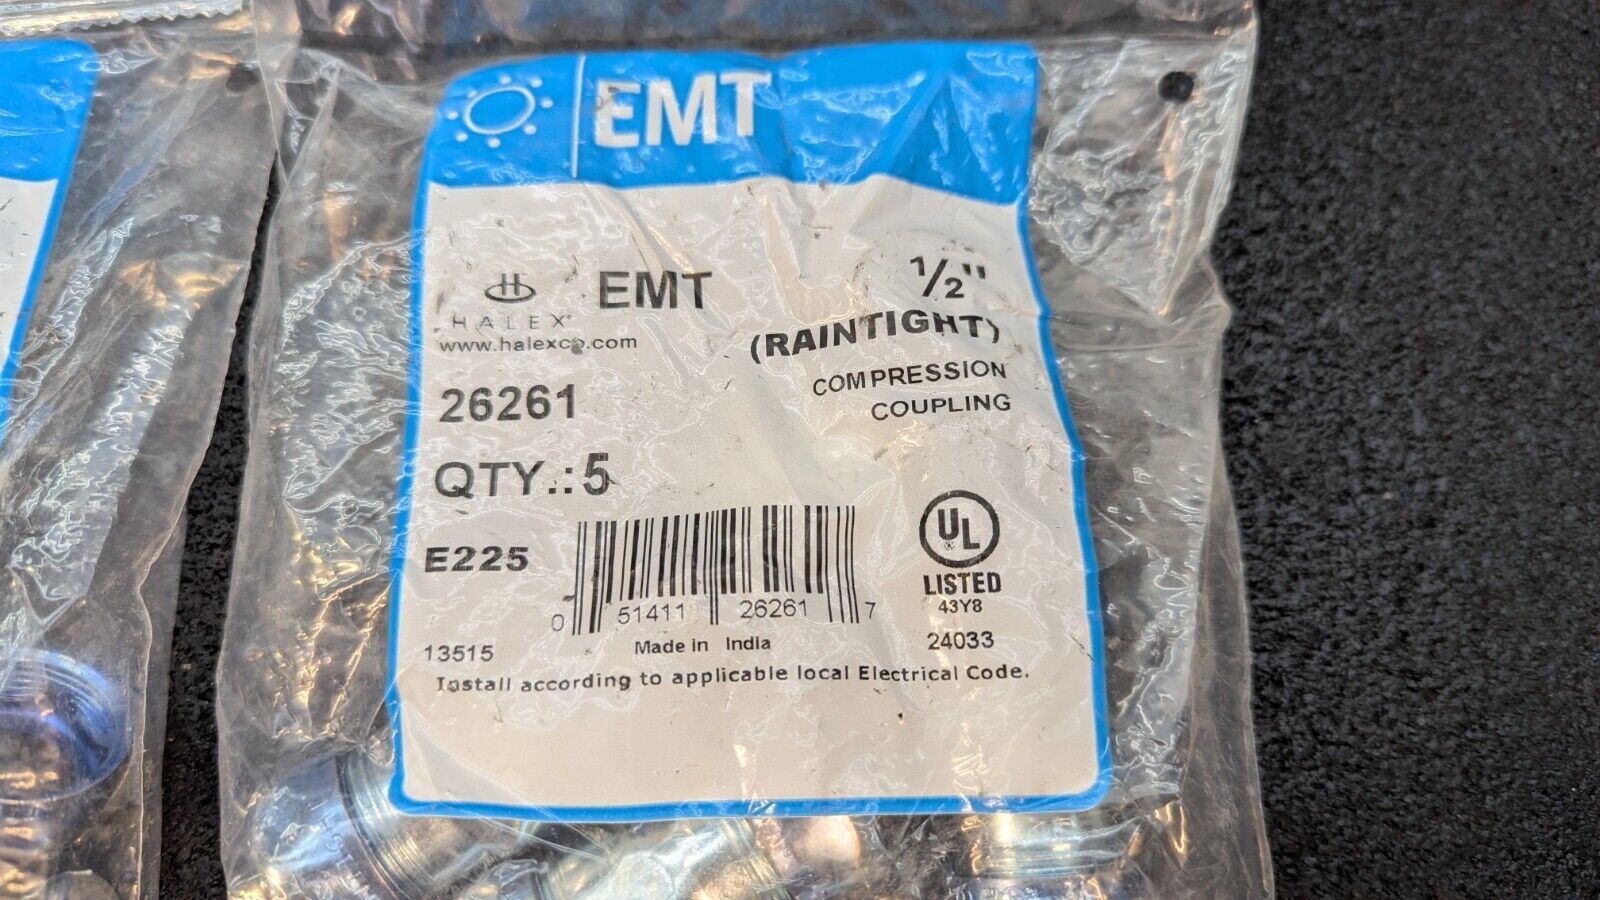 EMT
HALEX
www.halexco.com
EMT
1/2"
(RAINTIGHT)
COMPRESSION
COUPLING
26261
QTY.:5
E225
0 51411 26261 7
Made in India
UL
LISTED
43Y8
13515
24033
Install according to applicable local Electrical Code.